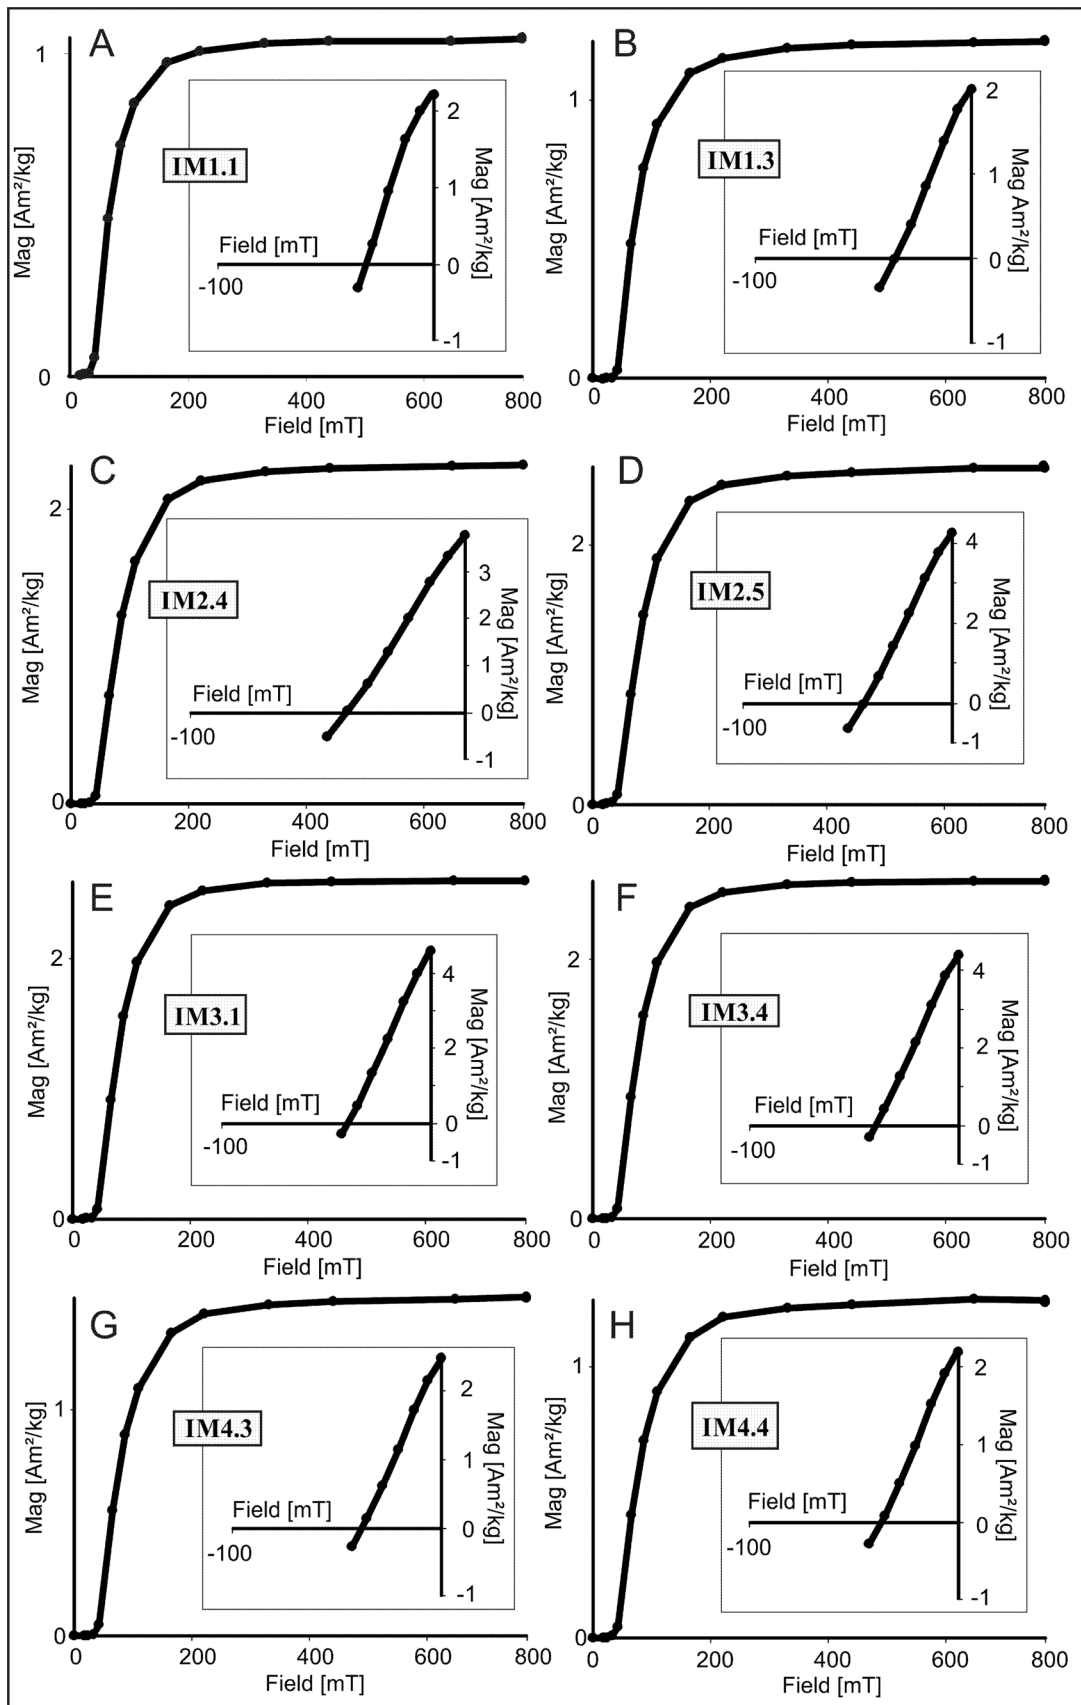 A
1
Mag [Am²/kg]
0
0
200
400
600
800
Field [mT]
IM1.1
Field [mT]
-100
2
1
0
-1
Mag [Am²/kg]
B
1
Mag [Am²/kg]
0
0
200
400
600
800
Field [mT]
IM1.3
Field [mT]
-100
2
1
0
-1
Mag Am²/kg]
C
2
Mag [Am²/kg]
0
0
200
400
600
800
Field [mT]
IM2.4
Field [mT]
-100
3
2
1
0
-1
Mag [Am²/kg]
D
2
Mag [Am²/kg]
0
0
200
400
600
800
Field [mT]
IM2.5
Field [mT]
-100
4
2
0
-1
Mag [Am²/kg]
E
2
Mag [Am²/kg]
0
0
200
400
600
800
Field [mT]
IM3.1
Field [mT]
-100
4
2
0
-1
Mag [Am²/kg]
F
2
Mag [Am²/kg]
0
0
200
400
600
800
Field [mT]
IM3.4
Field [mT]
-100
4
2
0
-1
Mag [Am²/kg]
G
1
Mag [Am²/kg]
0
0
200
400
600
800
Field [mT]
IM4.3
Field [mT]
-100
2
1
0
-1
Mag [Am²/kg]
H
1
Mag [Am²/kg]
0
0
200
400
600
800
Field [mT]
IM4.4
Field [mT]
-100
2
1
0
-1
Mag [Am²/kg]